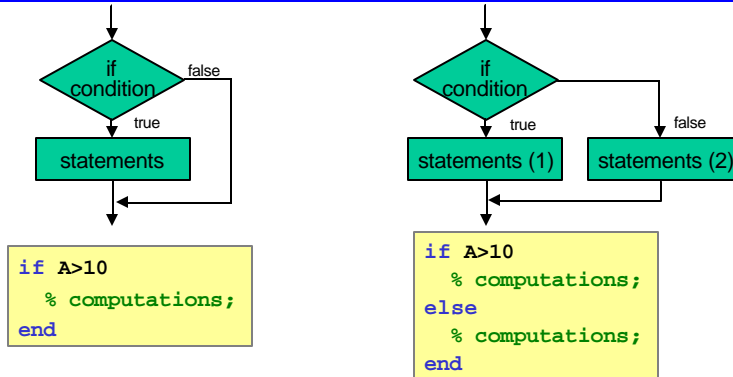 if
condition
false
true
statements
if A>10
% computations;
end
if
condition
true
false
statements (1)
statements (2)
if A>10
% computations;
else
% computations;
end